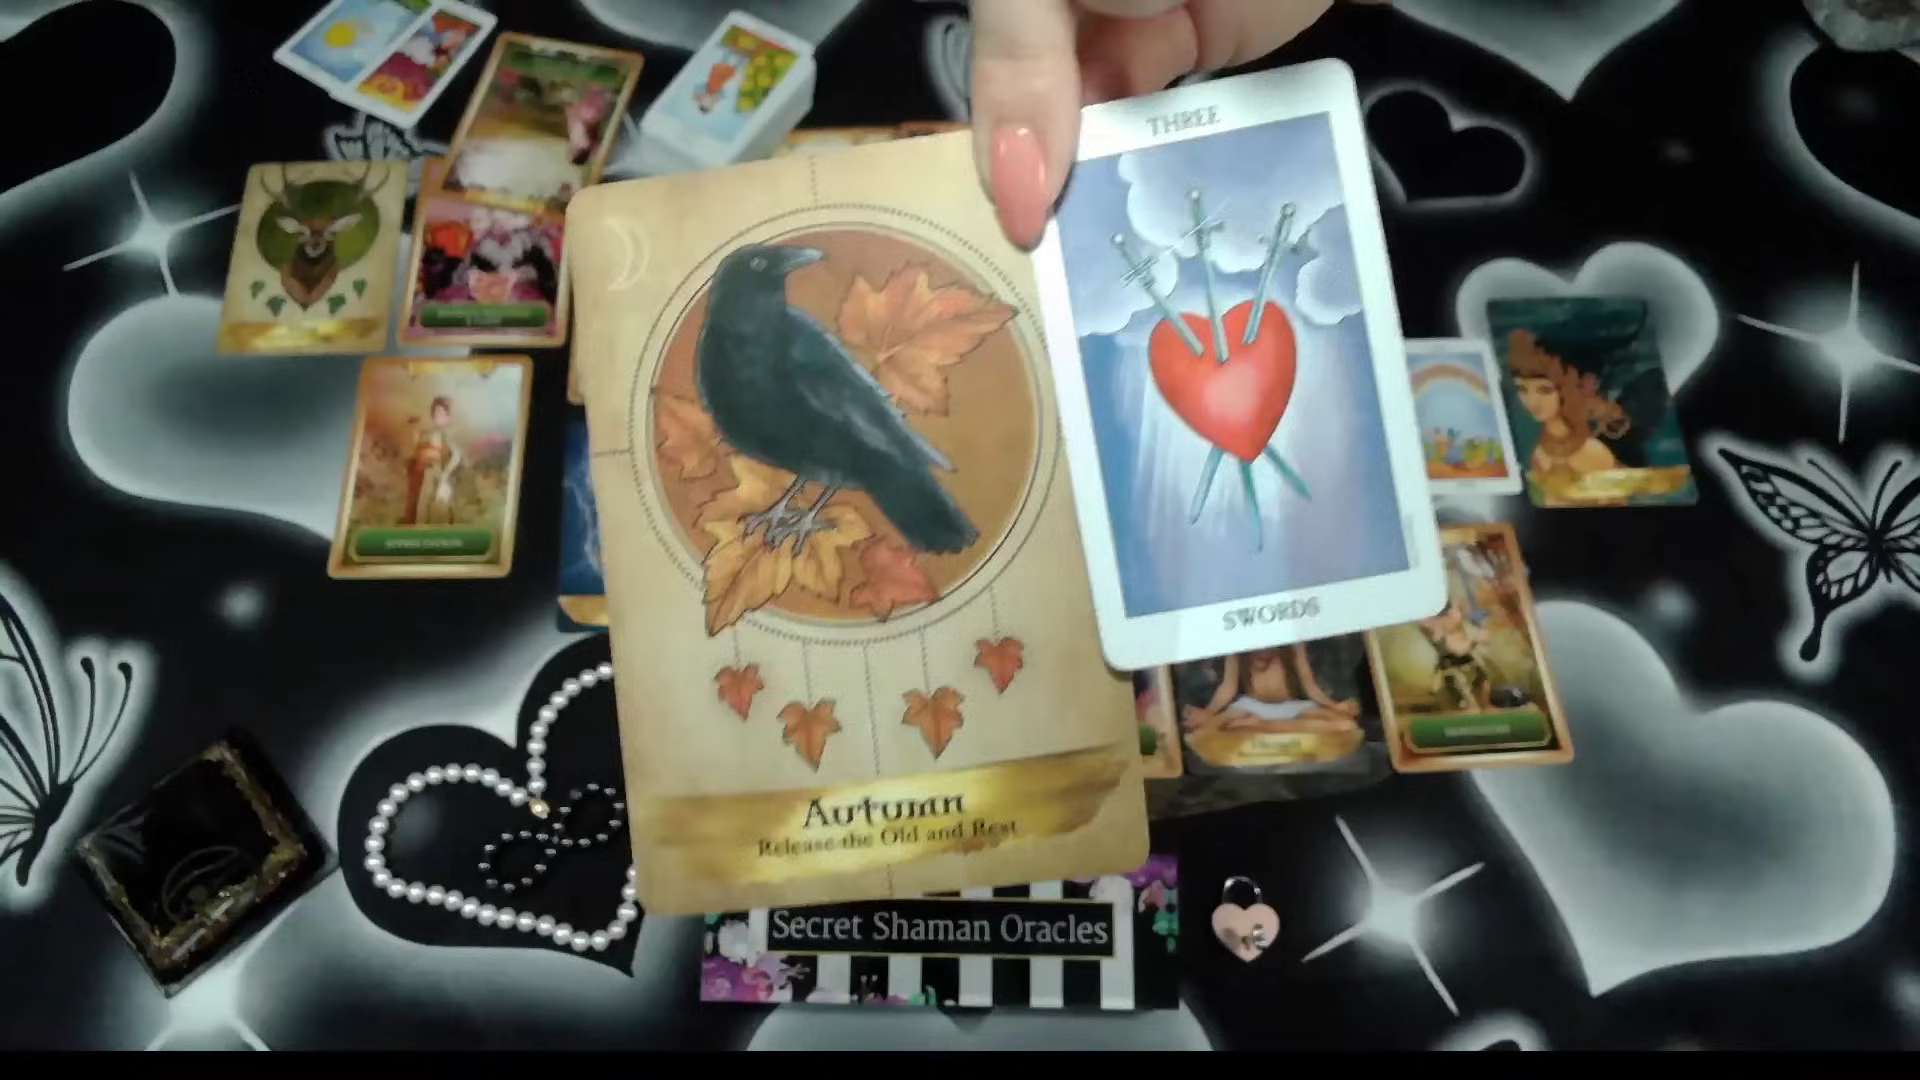 THREE
SWORDS
Autumn
Release the Old and Rest
Secret Shaman Oracles